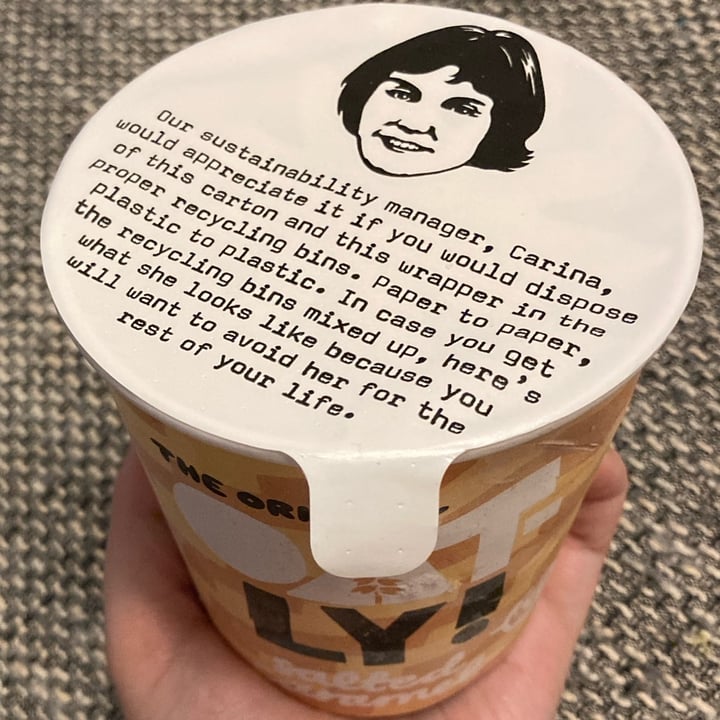 Our sustainability manager, Carina,
would appreciate it if you would dispose
of this carton and this wrapper in the
proper recycling bins. Paper to paper,
plastic to plastic. In case you get
the recycling bins mixed up, here's
what she looks like because you
will want to avoid her for the
rest of your life.
THE
OAT
LY!
salted
caramel